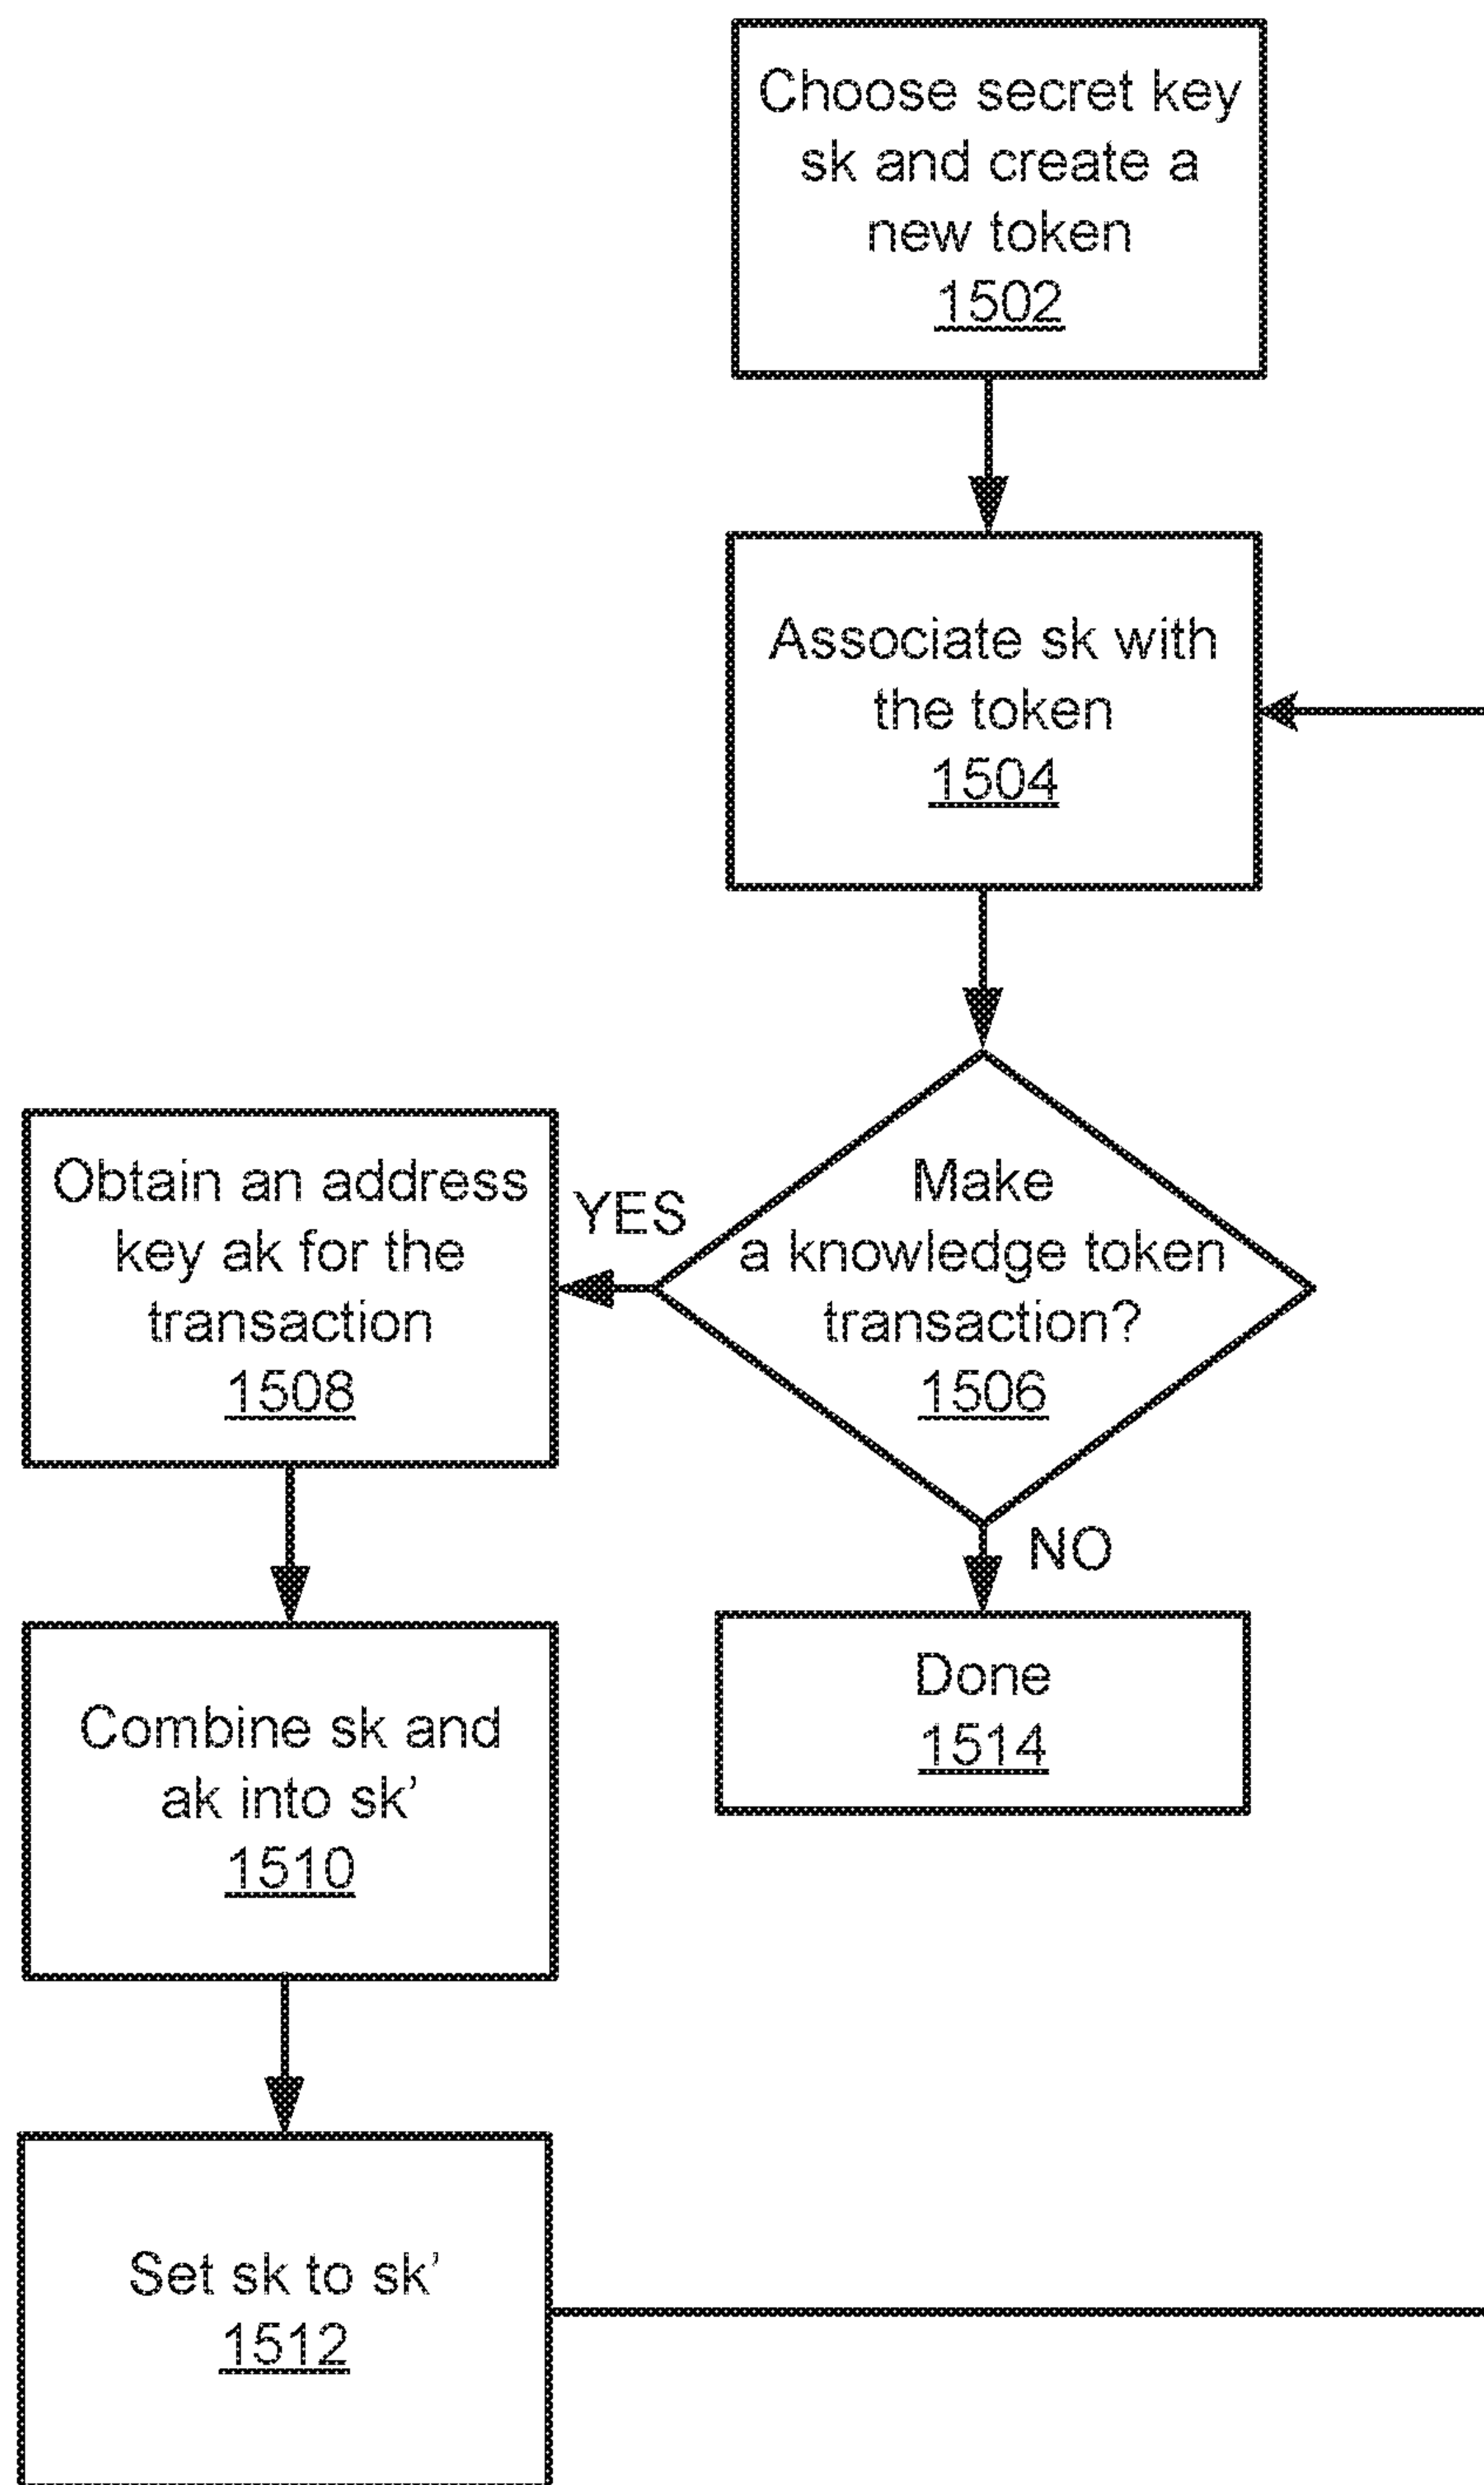 Choose secret key
sk and create a
new token
1502
Associate sk with
the token
1504
Make
a knowledge token
transaction?
1506
YES
Obtain an address
key ak for the
transaction
1508
NO
Done
1514
Combine sk and
ak into sk’
1510
Set sk to sk’
1512